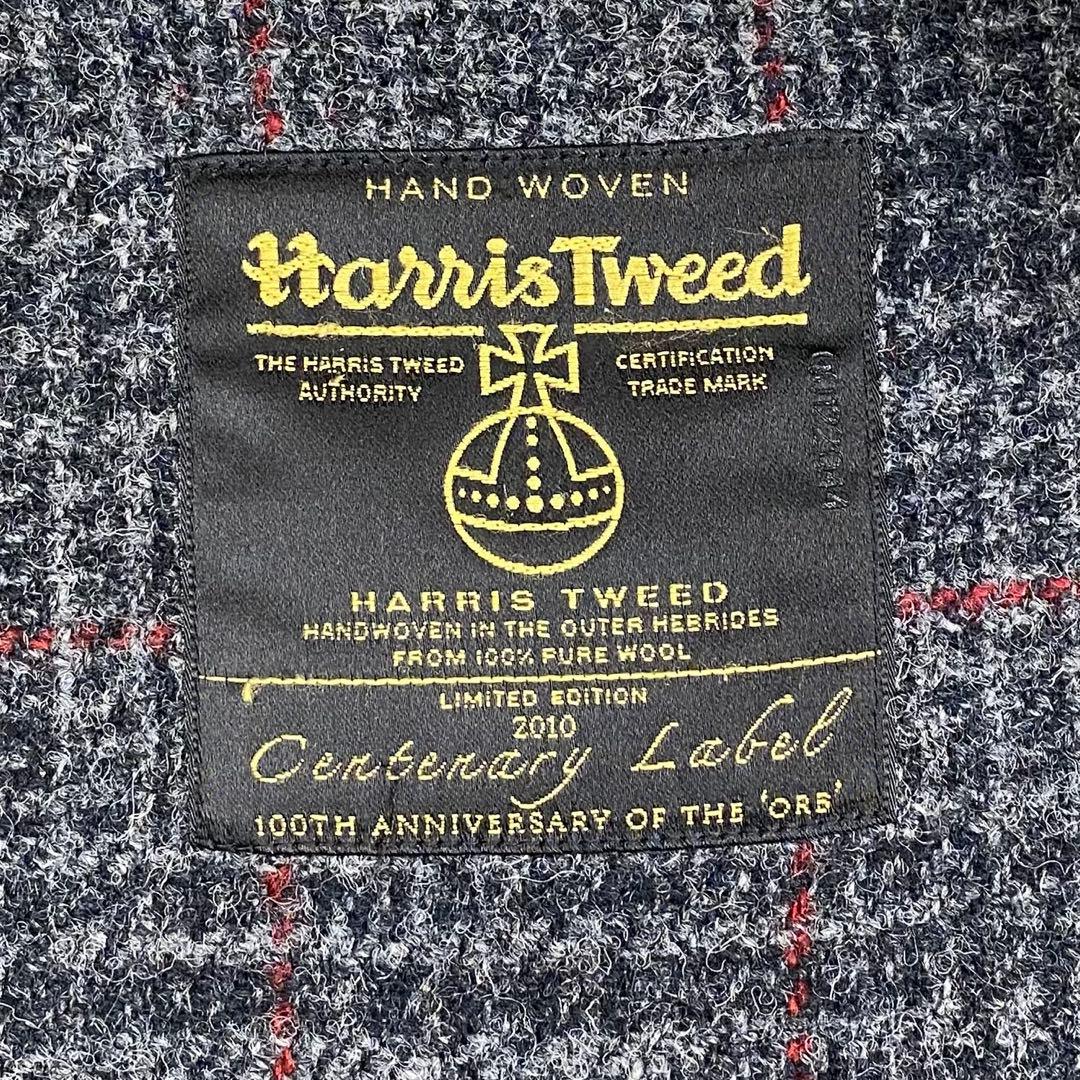 HAND WOVEN
Harris Tweed
THE HARRIS TWEED AUTHORITY
CERTIFICATION TRADE MARK
HARRIS TWEED
HANDWOVEN IN THE OUTER HEBRIDES
FROM 100% PURE WOOL
LIMITED EDITION
2010
Centenary Label
100TH ANNIVERSARY OF THE 'ORB'